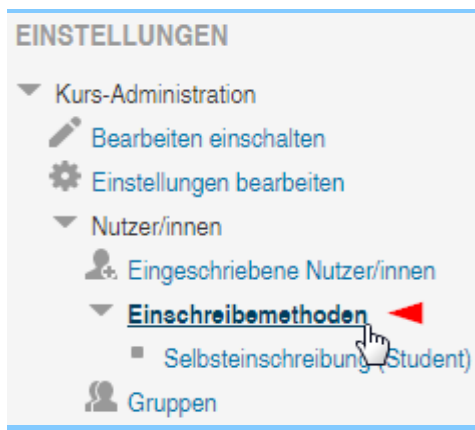 EINSTELLUNGEN
Kurs-Administration
Bearbeiten einschalten
Einstellungen bearbeiten
Nutzer/innen
Eingeschriebene Nutzer/innen
Einschreibemethoden
Selbsteinschreibung (Student)
Gruppen